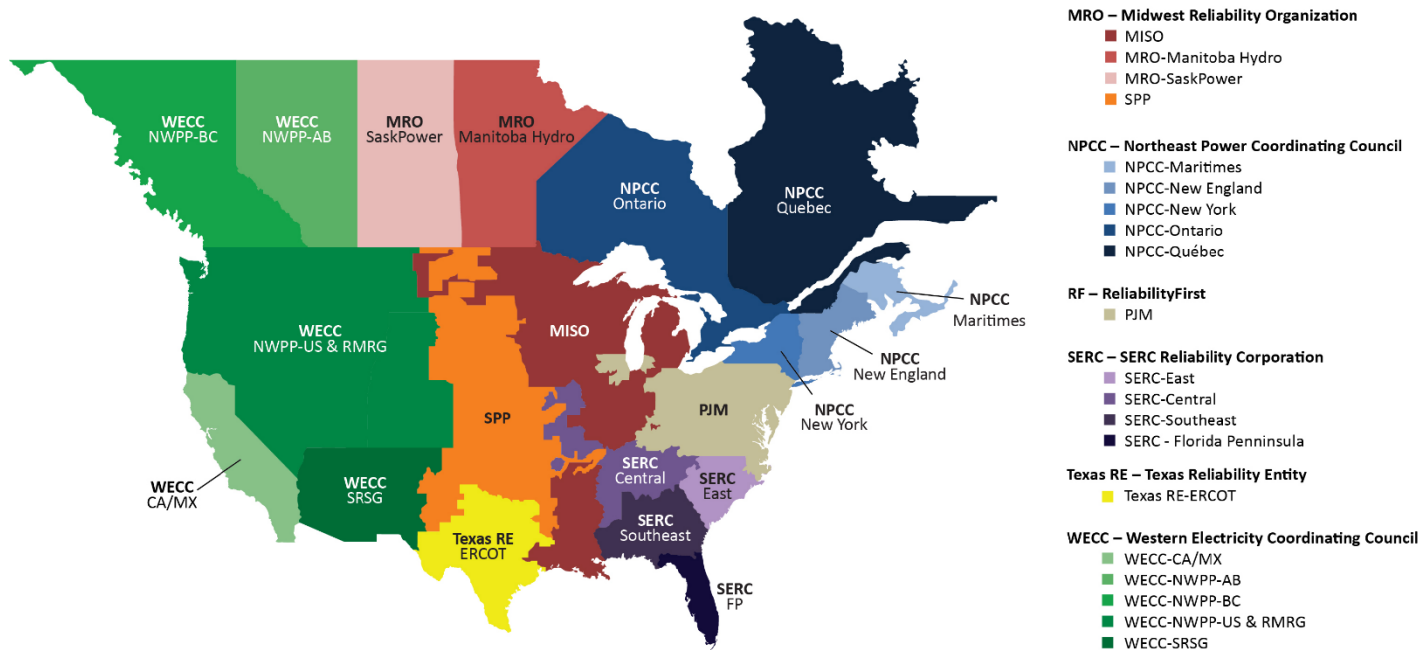 WECC
NWPP-BC
WECC
NWPP-AB
MRO
SaskPower
MRO
Manitoba Hydro
NPCC
Ontario
NPCC
Quebec
NPCC
Maritimes
WECC
NWPP-US & RMRG
MISO
NPCC
New England
SPP
PJM
NPCC
New York
WECC
CA/MX
WECC
SRSG
SERC
Central
SERC
East
SERC
Southeast
Texas RE
ERCOT
SERC
FP
MRO – Midwest Reliability Organization
MISO
MRO-Manitoba Hydro
MRO-SaskPower
SPP
NPCC – Northeast Power Coordinating Council
NPCC-Maritimes
NPCC-New England
NPCC-New York
NPCC-Ontario
NPCC-Québec
RF – ReliabilityFirst
PJM
SERC – SERC Reliability Corporation
SERC-East
SERC-Central
SERC-Southeast
SERC - Florida Penninsula
Texas RE – Texas Reliability Entity
Texas RE-ERCOT
WECC – Western Electricity Coordinating Council
WECC-CA/MX
WECC-NWPP-AB
WECC-NWPP-BC
WECC-NWPP-US & RMRG
WECC-SRSG